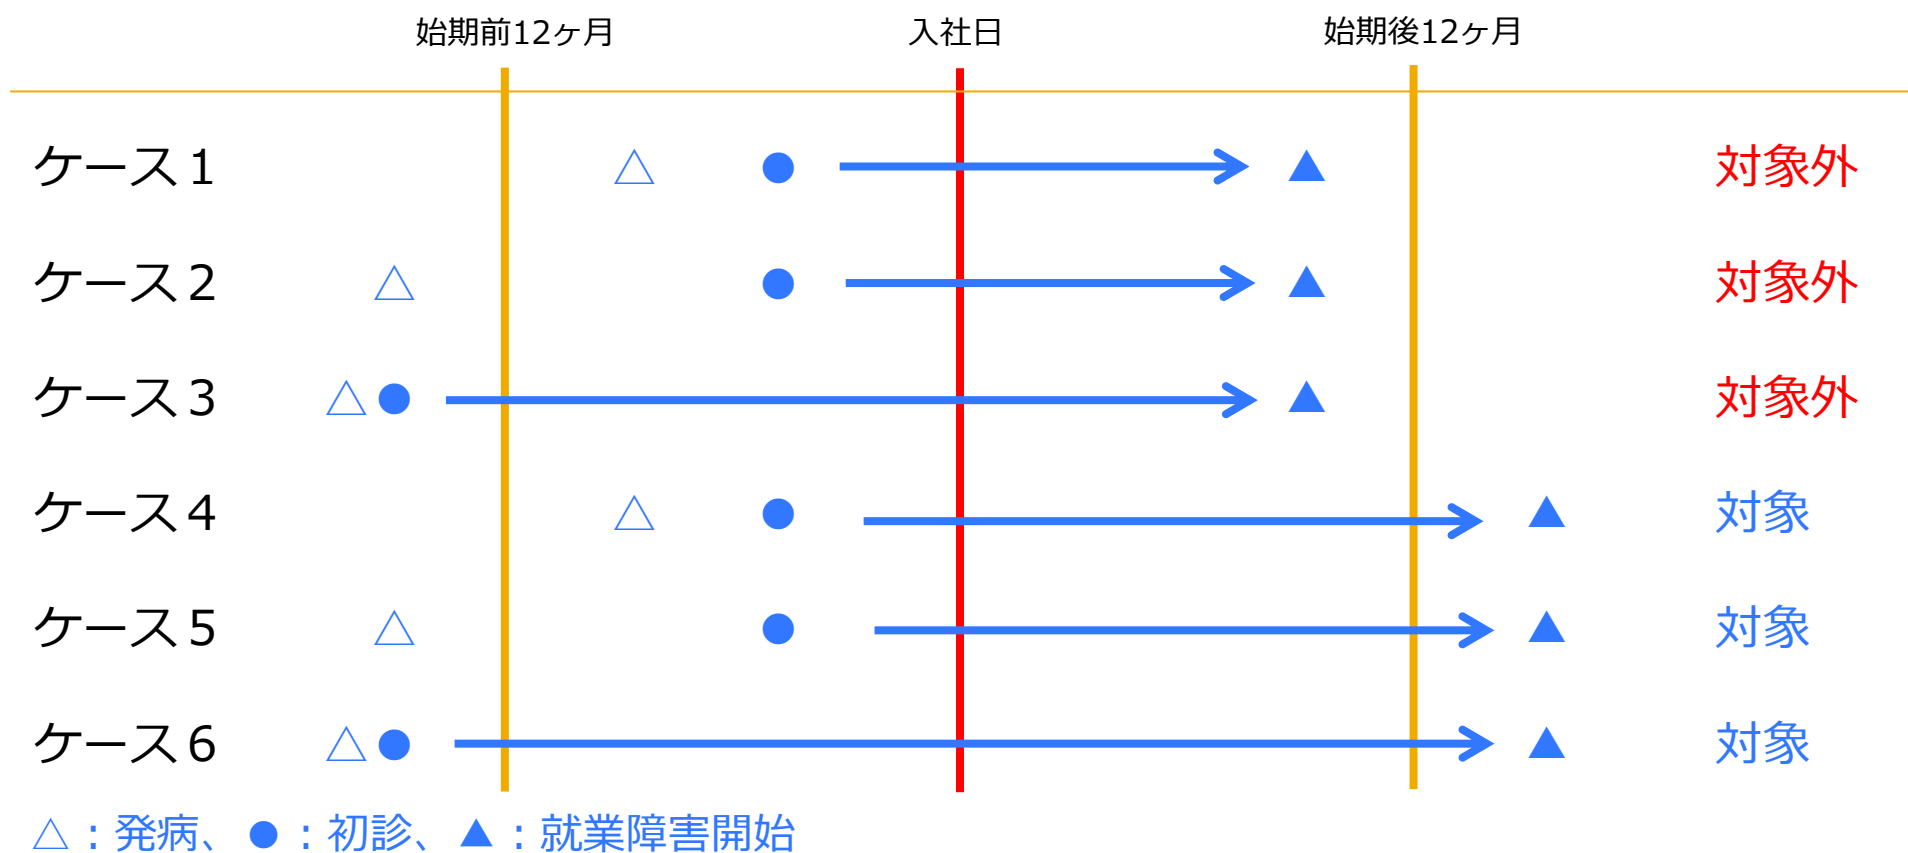 始期前12ヶ月 入社日 始期後12ヶ月
ケース1 対象外
ケース2 対象外
ケース3 対象外
ケース4 対象
ケース5 対象
ケース6 対象
△：発病、●：初診、▲：就業障害開始